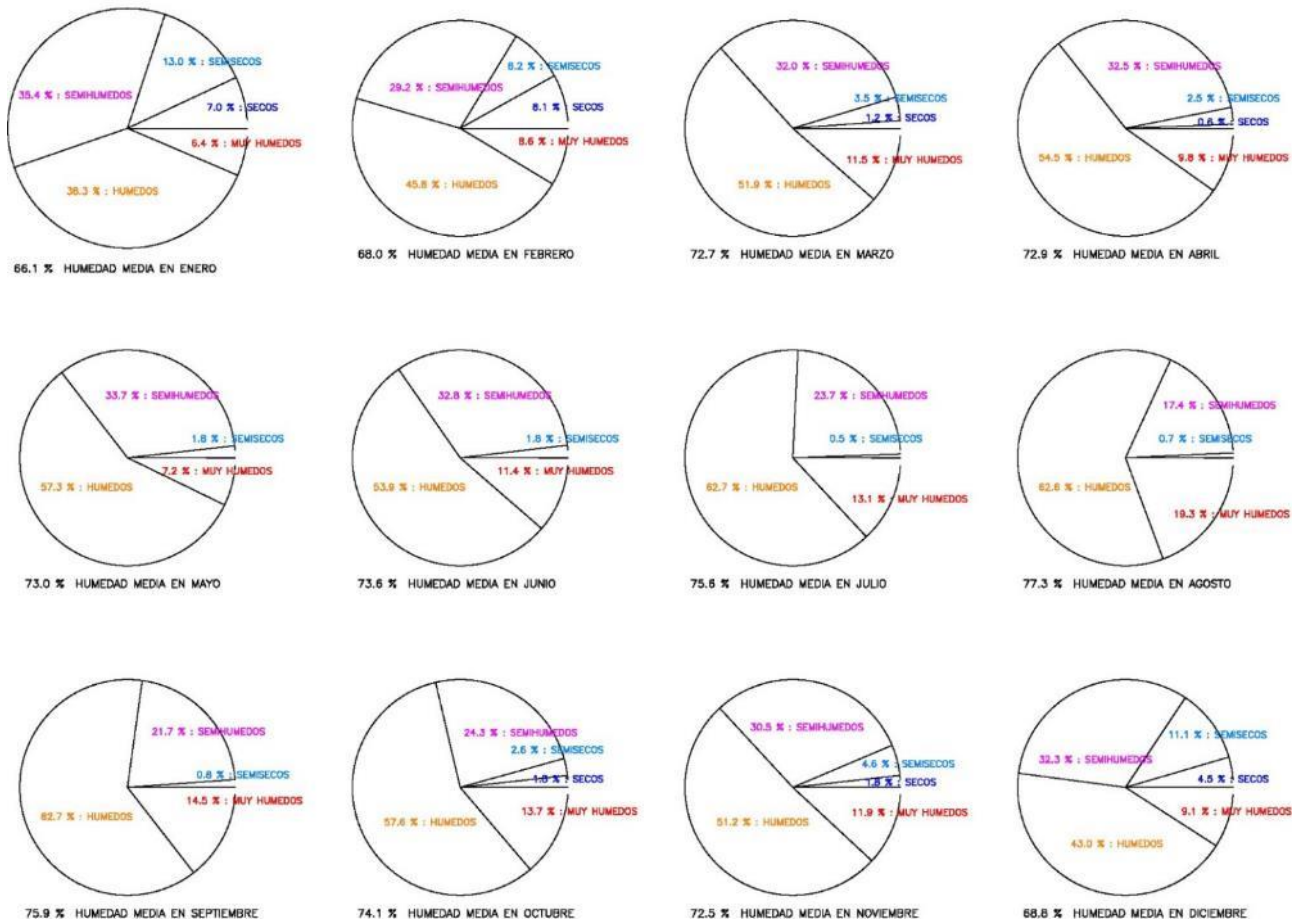 13.0 % : SEMISECOS
35.4 % : SEMIHUMEDOS
7.0 % : SECOS
6.4 % : MUY HUMEDOS
38.3 % : HUMEDOS
66.1 % HUMEDAD MEDIA EN ENERO
8.2 % : SEMISECOS
29.2 % : SEMIHUMEDOS
8.1 % : SECOS
8.6 % : MUY HUMEDOS
45.8 % : HUMEDOS
68.0 % HUMEDAD MEDIA EN FEBRERO
32.0 % : SEMIHUMEDOS
3.5 % : SEMISECOS
1.2 % : SECOS
11.5 % : MUY HUMEDOS
51.9 % : HUMEDOS
72.7 % HUMEDAD MEDIA EN MARZO
32.5 % : SEMIHUMEDOS
2.5 % : SEMISECOS
0.6 % : SECOS
9.8 % : MUY HUMEDOS
54.5 % : HUMEDOS
72.9 % HUMEDAD MEDIA EN ABRIL
33.7 % : SEMIHUMEDOS
1.8 % : SEMISECOS
7.2 % : MUY HUMEDOS
57.3 % : HUMEDOS
73.0 % HUMEDAD MEDIA EN MAYO
32.8 % : SEMIHUMEDOS
1.8 % : SEMISECOS
11.4 % : MUY HUMEDOS
53.9 % : HUMEDOS
73.6 % HUMEDAD MEDIA EN JUNIO
23.7 % : SEMIHUMEDOS
0.5 % : SEMISECOS
62.7 % : HUMEDOS
13.1 % : MUY HUMEDOS
75.6 % HUMEDAD MEDIA EN JULIO
17.4 % : SEMIHUMEDOS
0.7 % : SEMISECOS
62.6 % : HUMEDOS
19.3 % : MUY HUMEDOS
77.3 % HUMEDAD MEDIA EN AGOSTO
21.7 % : SEMIHUMEDOS
0.8 % : SEMISECOS
14.5 % : MUY HUMEDOS
62.7 % : HUMEDOS
75.9 % HUMEDAD MEDIA EN SEPTIEMBRE
24.3 % : SEMIHUMEDOS
2.6 % : SEMISECOS
1.8 % : SECOS
13.7 % : MUY HUMEDOS
57.6 % : HUMEDOS
74.1 % HUMEDAD MEDIA EN OCTUBRE
30.5 % : SEMIHUMEDOS
4.6 % : SEMISECOS
1.8 % : SECOS
11.9 % : MUY HUMEDOS
51.2 % : HUMEDOS
72.5 % HUMEDAD MEDIA EN NOVIEMBRE
11.1 % : SEMISECOS
32.3 % : SEMIHUMEDOS
4.5 % : SECOS
9.1 % : MUY HUMEDOS
43.0 % : HUMEDOS
68.8 % HUMEDAD MEDIA EN DICIEMBRE